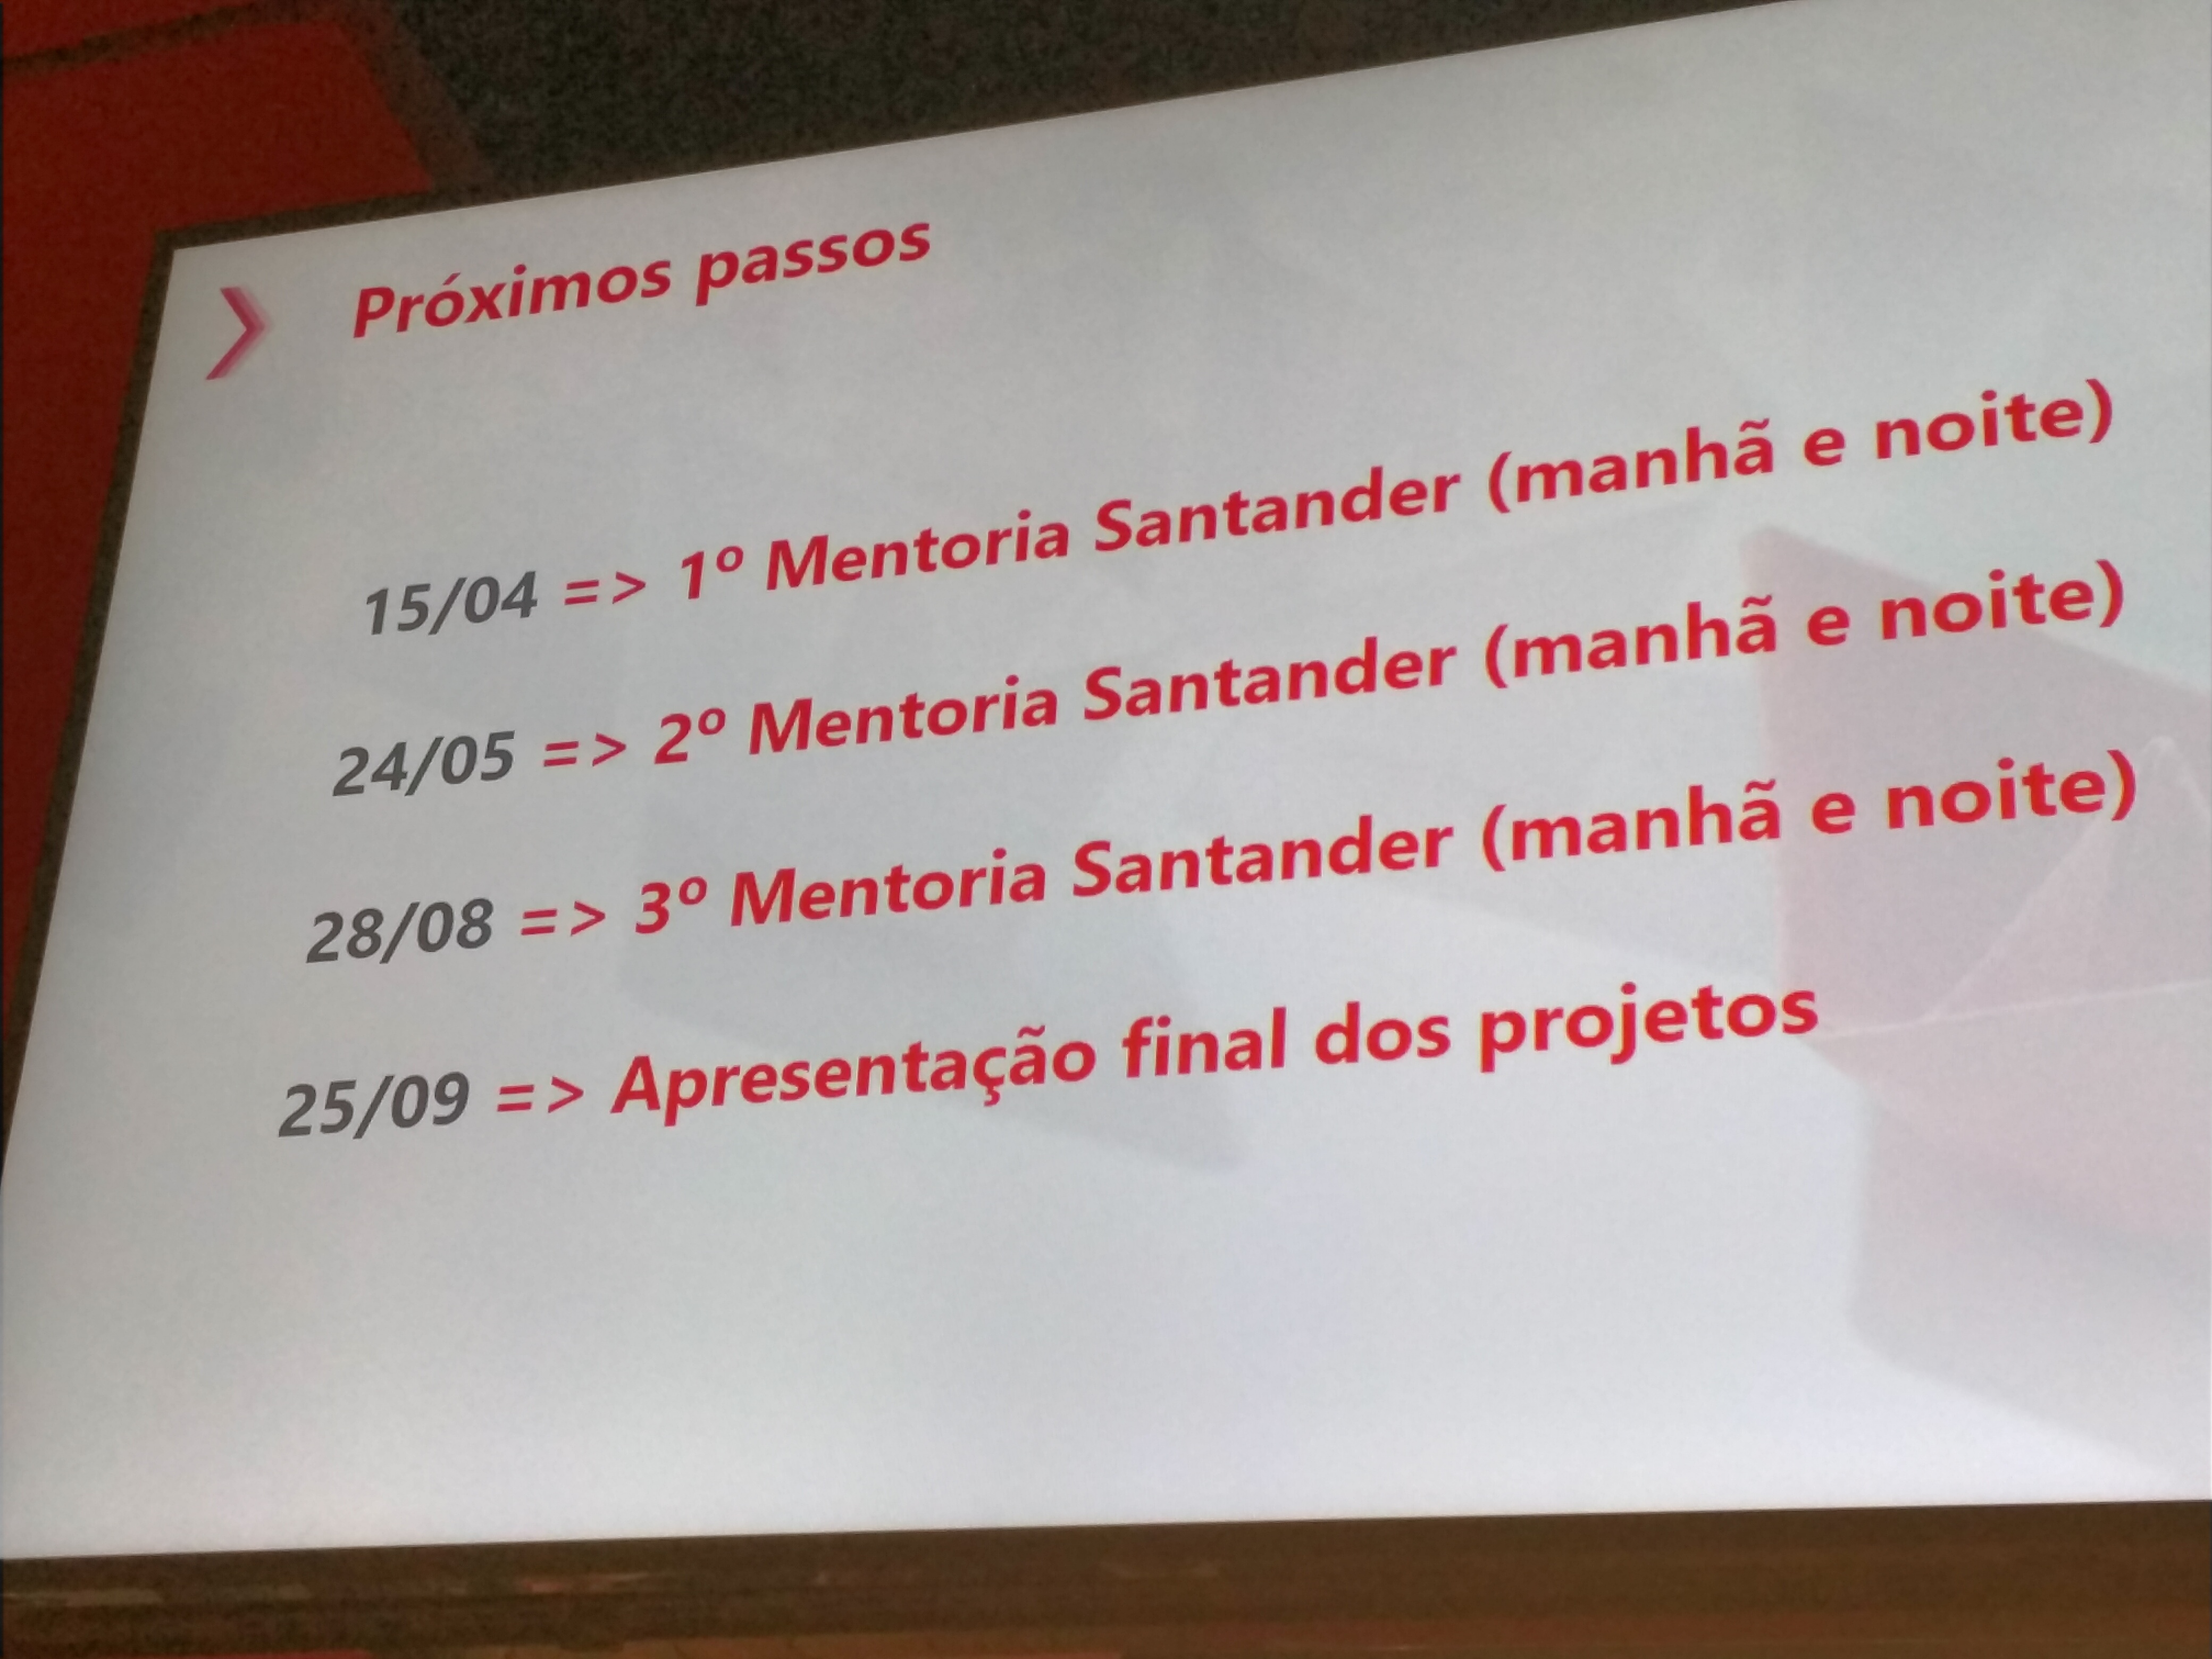 Próximos passos
15/04 => 1º Mentoria Santander (manhã e noite)
24/05 => 2º Mentoria Santander (manhã e noite)
28/08 => 3º Mentoria Santander (manhã e noite)
25/09 => Apresentação final dos projetos